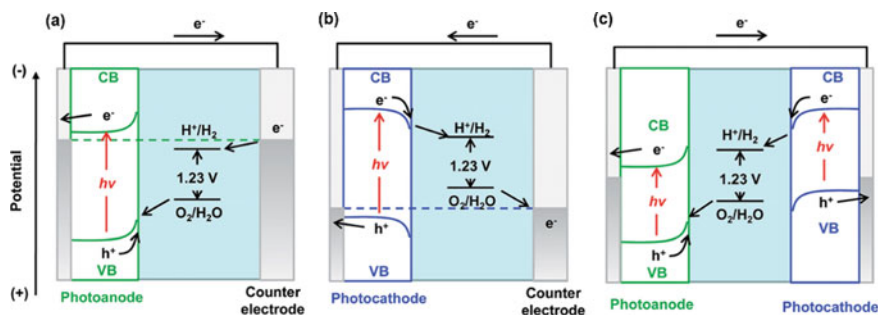 (a)
e⁻
(-)
Potential
(+)
CB
e⁻
hv
H⁺/H₂
e⁻
1.23 V
O₂/H₂O
h⁺
VB
Photoanode
Counter
electrode
(b)
e⁻
CB
e⁻
hv
H⁺/H₂
1.23 V
O₂/H₂O
h⁺
e⁻
VB
Photocathode
Counter
electrode
(c)
e⁻
CB
e⁻
CB
e⁻
H⁺/H₂
hv
1.23 V
hv
O₂/H₂O
h⁺
h⁺
VB
VB
Photoanode
Photocathode